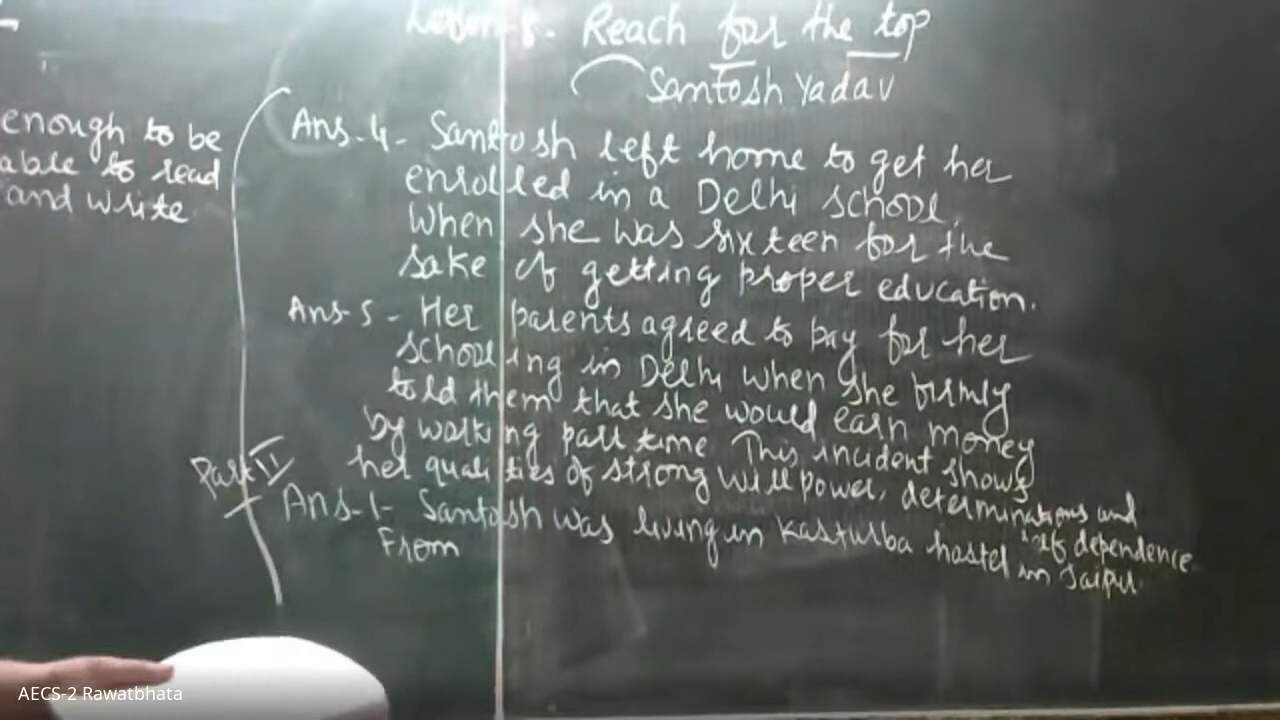 Lesson-8. Reach for the top
Santosh Yadav
enough to be
able to read
and write
Ans-4- Santosh left home to get her
enrolled in a Delhi school,
When she was sixteen for the
sake of getting proper education.
Ans-5- Her parents agreed to pay for her
schooling in Delhi when she firmly
told them that she would earn money
by working part time This incident shows
her qualities of strong will power, determinations and
self dependence
Part II
Ans-1- Santosh was living in Kasturba hostel in Jaipur
From
AECS-2 Rawatbhata